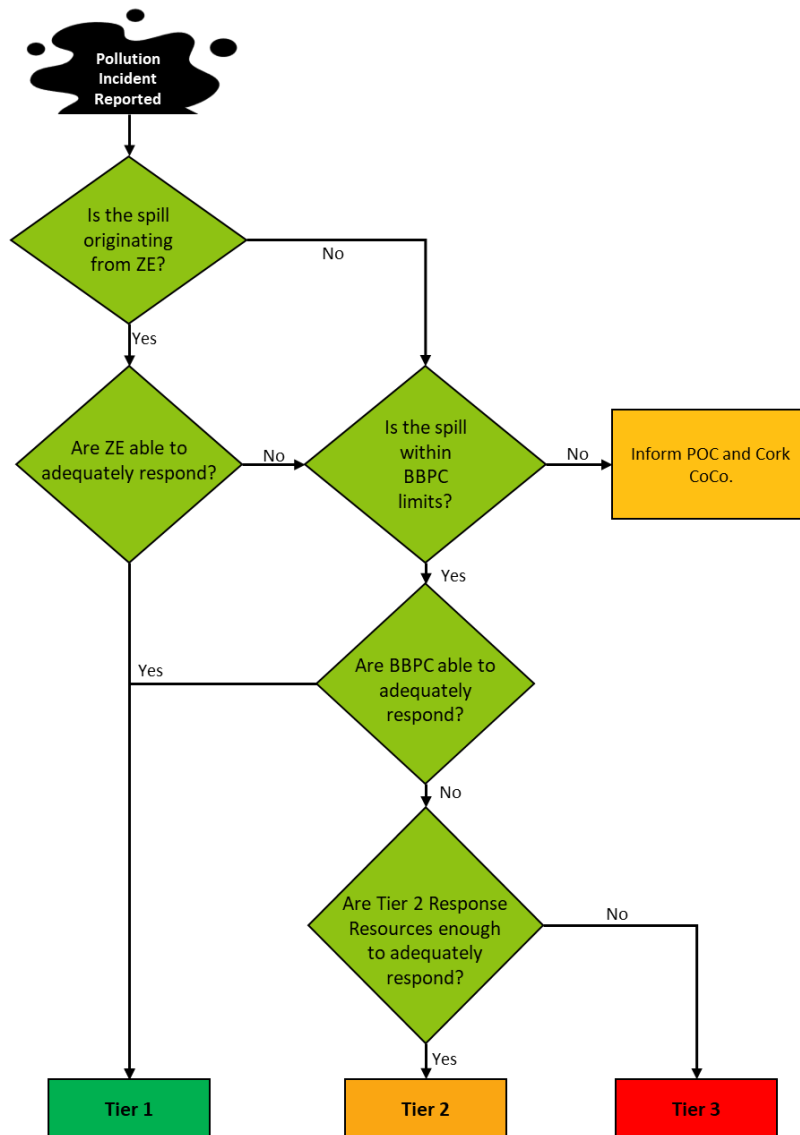 Pollution
Incident
Reported
Is the spill
originating
from ZE?
No
Yes
Are ZE able to
adequately respond?
No
Is the spill
within
BBPC
limits?
No
Inform POC and Cork
CoCo.
Yes
Yes
Are BBPC able to
adequately
respond?
No
Are Tier 2 Response
Resources enough
to adequately
respond?
No
Yes
Tier 1
Tier 2
Tier 3